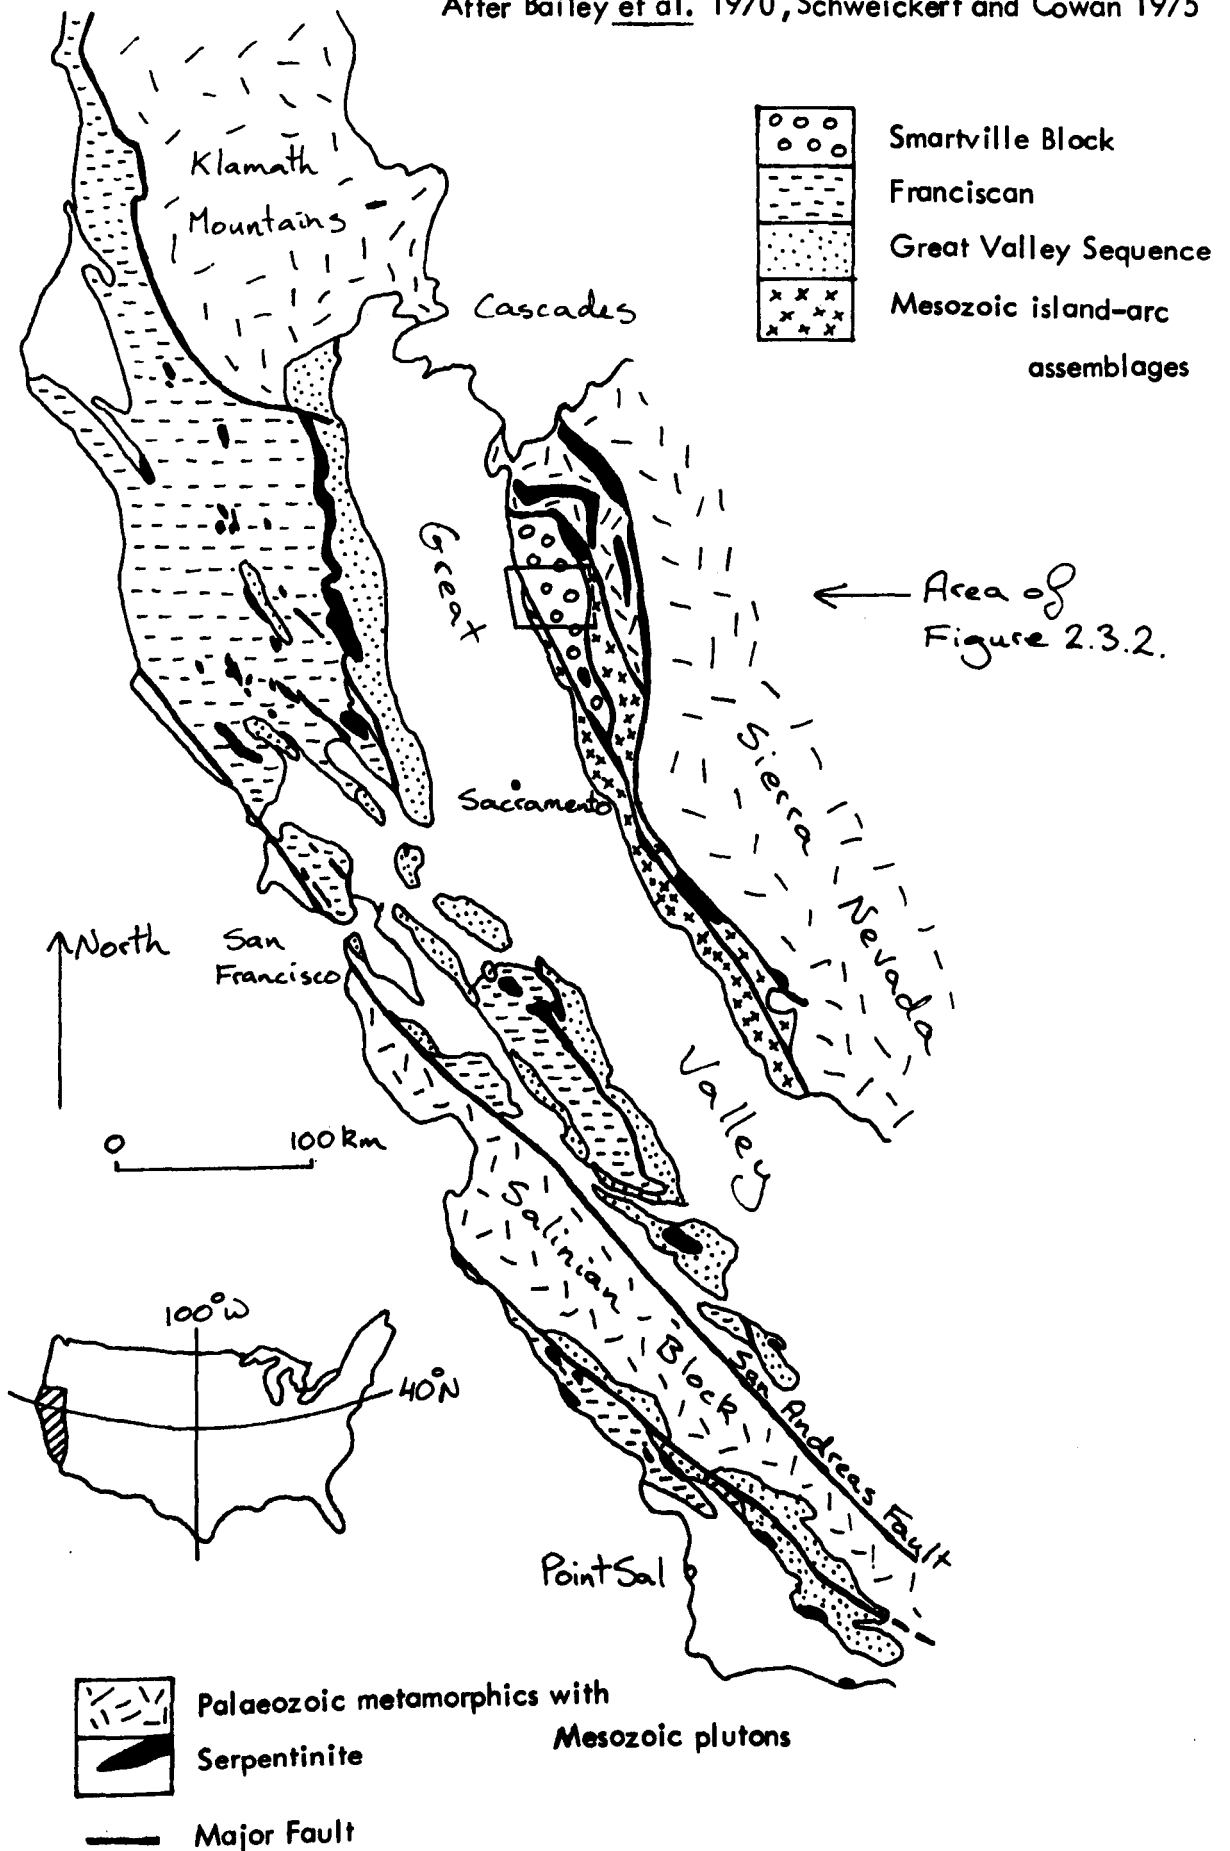 After Bailey et al. 1970, Schweickert and Cowan 1975
Smartville Block
Franciscan
Great Valley Sequence
Mesozoic island-arc
assemblages
Klamath
Mountains
Cascades
Great
Area of
Figure 2.3.2.
Sierra
Nevada
Sacramento
North
San
Francisco
Valley
0 100 km
Salinian
Block
San Andreas Fault
100°W
40°N
Point Sal
Palaeozoic metamorphics with
Mesozoic plutons
Serpentinite
Major Fault